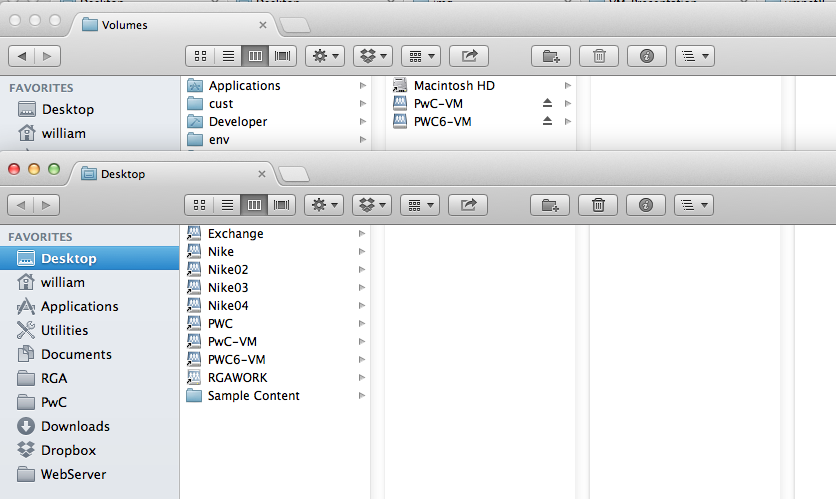 Volumes
FAVORITES
Desktop
william
Applications
cust
Developer
env
Macintosh HD
PwC-VM
PWC6-VM
Desktop
FAVORITES
Desktop
william
Applications
Utilities
Documents
RGA
PwC
Downloads
Dropbox
WebServer
Exchange
Nike
Nike02
Nike03
Nike04
PWC
PwC-VM
PWC6-VM
RGAWORK
Sample Content